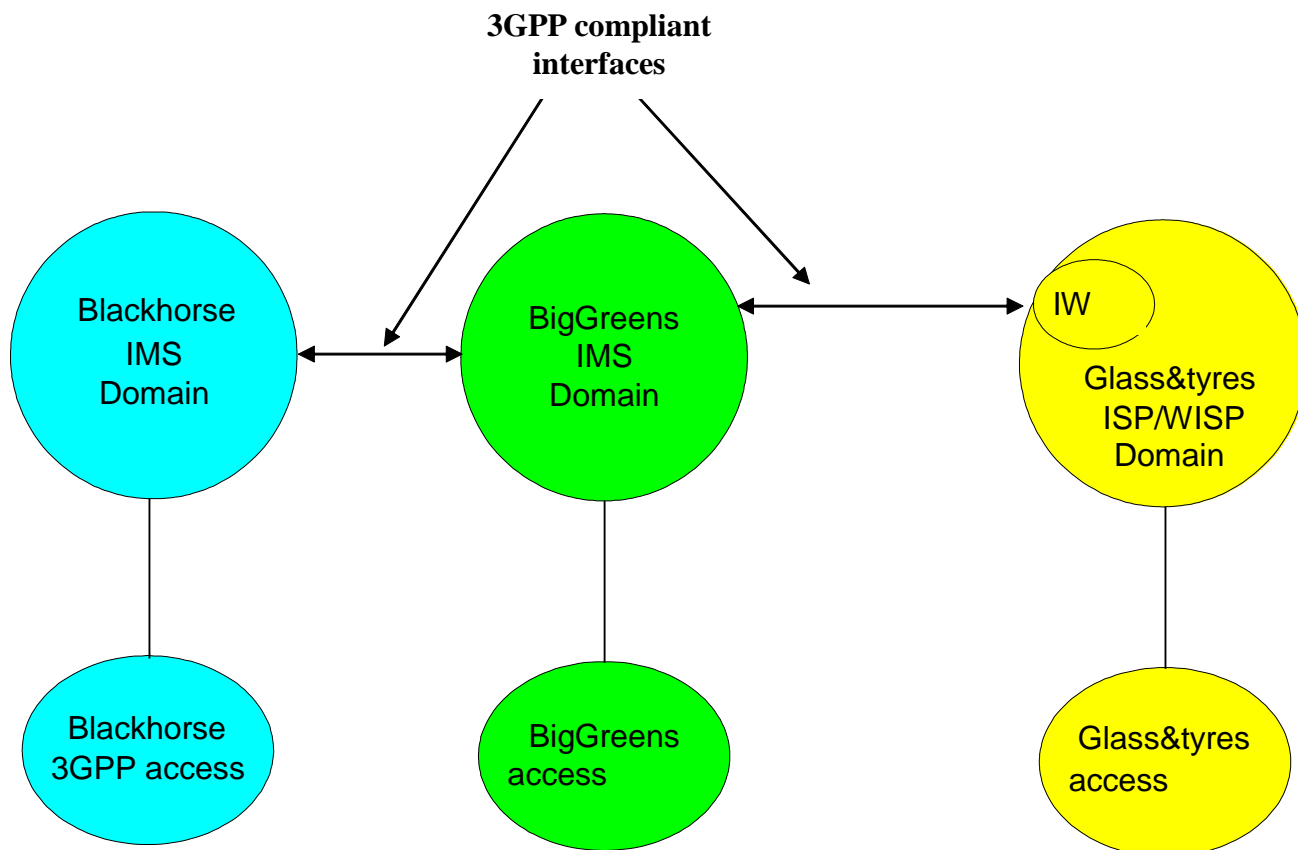 3GPP compliant
interfaces
Blackhorse
IMS
Domain
BigGreens
IMS
Domain
IW
Glass&tyres
ISP/WISP
Domain
Blackhorse
3GPP access
BigGreens
access
Glass&tyres
access